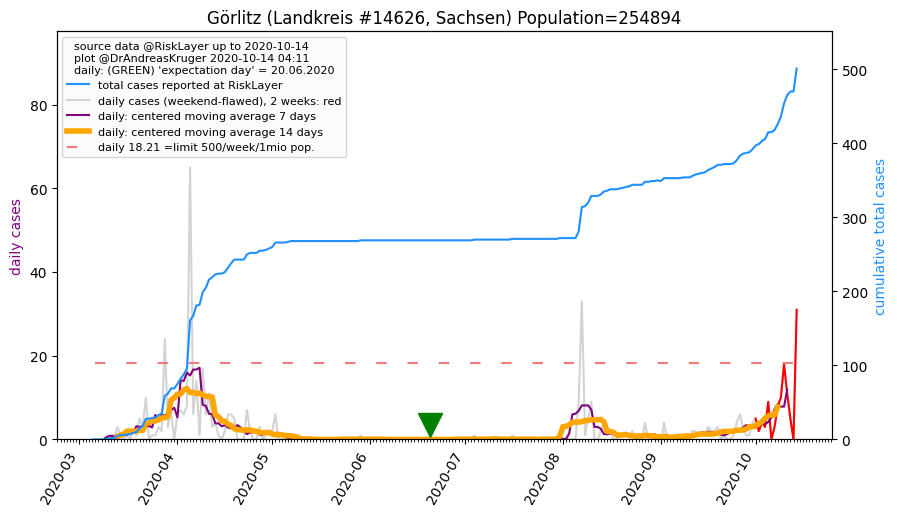 Görlitz (Landkreis #14626, Sachsen) Population=254894
source data @RiskLayer up to 2020-10-14
plot @DrAndreasKruger 2020-10-14 04:11
daily: (GREEN) 'expectation day' = 20.06.2020
total cases reported at RiskLayer
daily cases (weekend-flawed), 2 weeks: red
daily: centered moving average 7 days
daily: centered moving average 14 days
daily 18.21 =limit 500/week/1mio pop.
daily cases
80
60
40
20
0
cumulative total cases
500
400
300
200
100
0
2020-03
2020-04
2020-05
2020-06
2020-07
2020-08
2020-09
2020-10